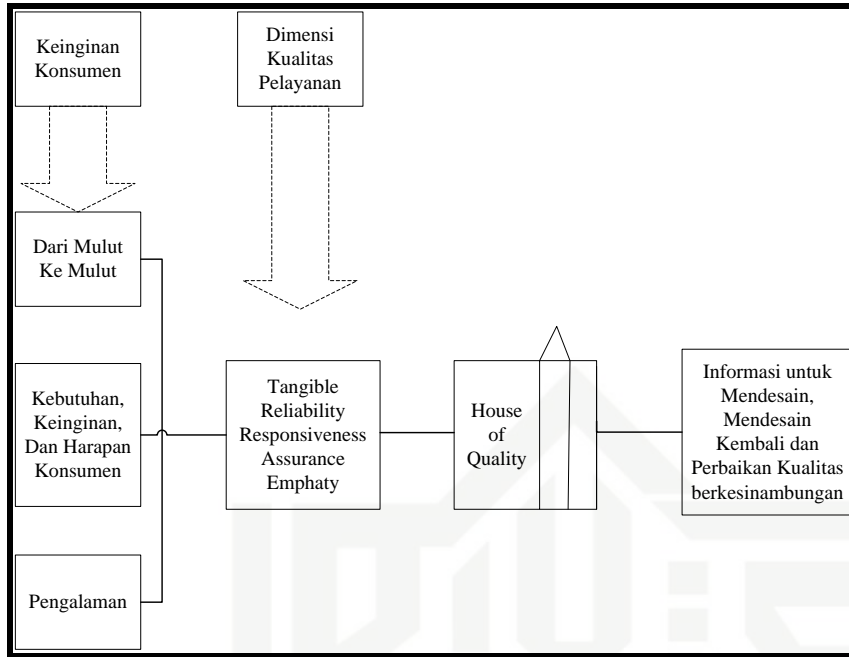 Keinginan
Konsumen
Dimensi
Kualitas
Pelayanan
Dari Mulut
Ke Mulut
Kebutuhan,
Keinginan,
Dan Harapan
Konsumen
Pengalaman
Tangible
Reliability
Responsiveness
Assurance
Emphaty
House
of
Quality
Informasi untuk
Mendesain,
Mendesain
Kembali dan
Perbaikan Kualitas
berkesinambungan